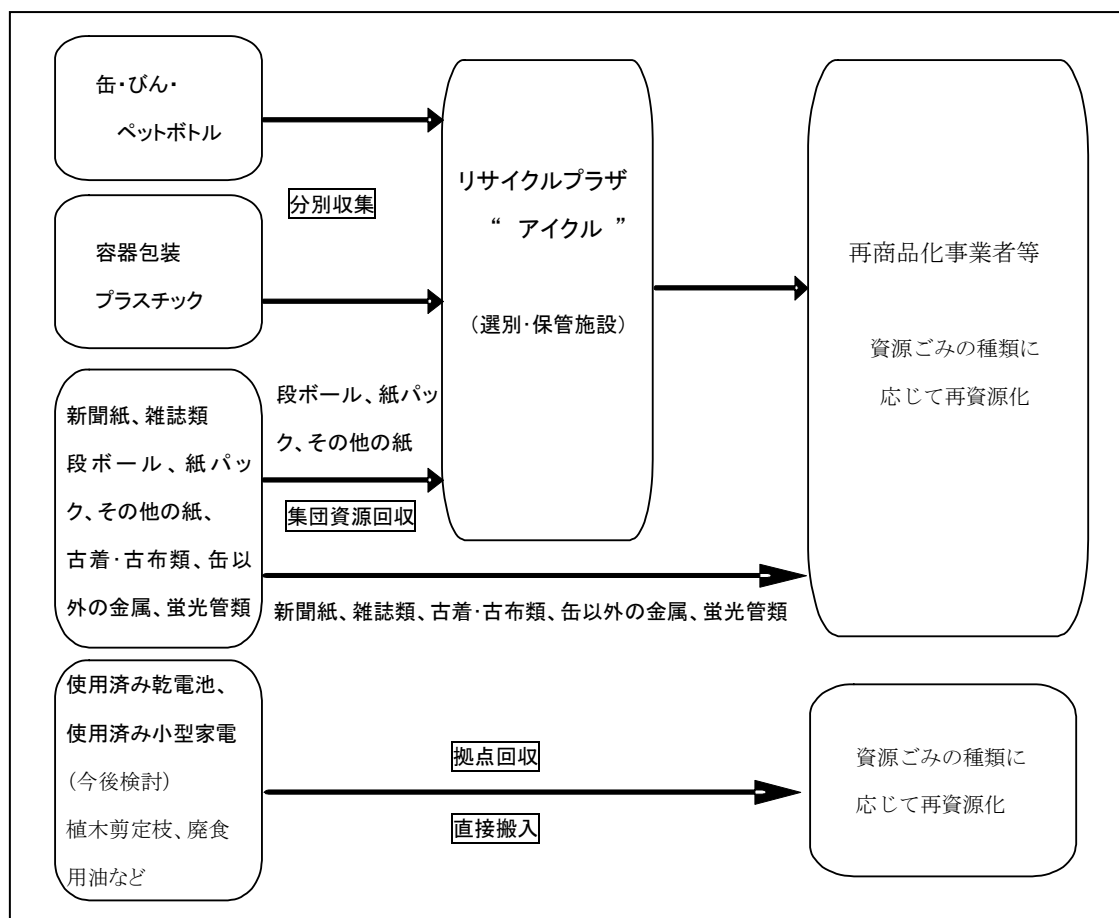 缶・びん・
ペットボトル
分別収集
容器包装
プラスチック
リサイクルプラザ
“ アイクル ”
（選別・保管施設）
再商品化事業者等
資源ごみの種類に
応じて再資源化
新聞紙、雑誌類
段ボール、紙パッ
ク、その他の紙、
古着・古布類、缶以
外の金属、蛍光管類
段ボール、紙パッ
ク、その他の紙
集団資源回収
新聞紙、雑誌類、古着・古布類、缶以外の金属、蛍光管類
使用済み乾電池、
使用済み小型家電
（今後検討）
植木剪定枝、廃食
用油など
拠点回収
直接搬入
資源ごみの種類に
応じて再資源化